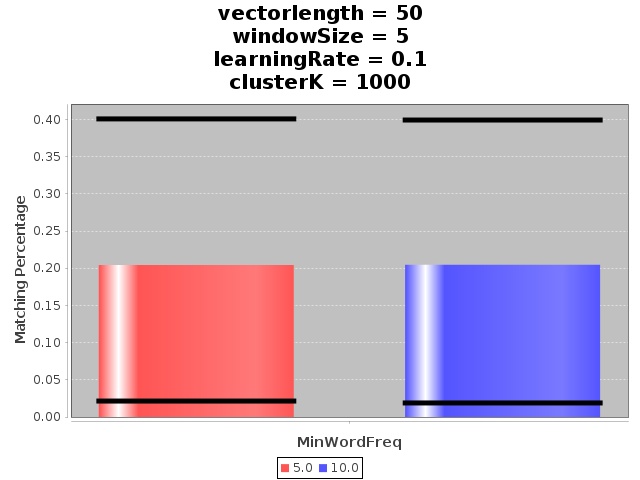 vectorlength = 50
windowSize = 5
learningRate = 0.1
clusterK = 1000
Matching Percentage
0.40
0.35
0.30
0.25
0.20
0.15
0.10
0.05
0.00
MinWordFreq
5.0 10.0